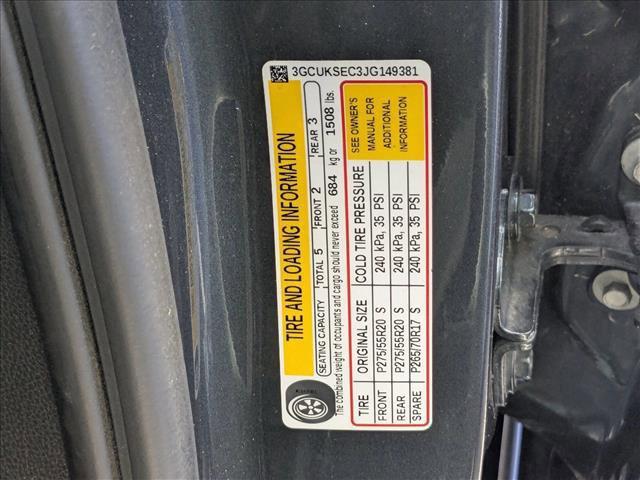 3GCUKSEC3JG149381
TIRE AND LOADING INFORMATION
SEATING CAPACITY TOTAL 5 FRONT 2 REAR 3
The combined weight of occupants and cargo should never exceed 684 kg or 1508 lbs.
TIRE ORIGINAL SIZE COLD TIRE PRESSURE
FRONT P275/55R20 S 240 kPa, 35 PSI
REAR P275/55R20 S 240 kPa, 35 PSI
SPARE P265/70R17 S 240 kPa, 35 PSI
SEE OWNER'S
MANUAL FOR
ADDITIONAL
INFORMATION